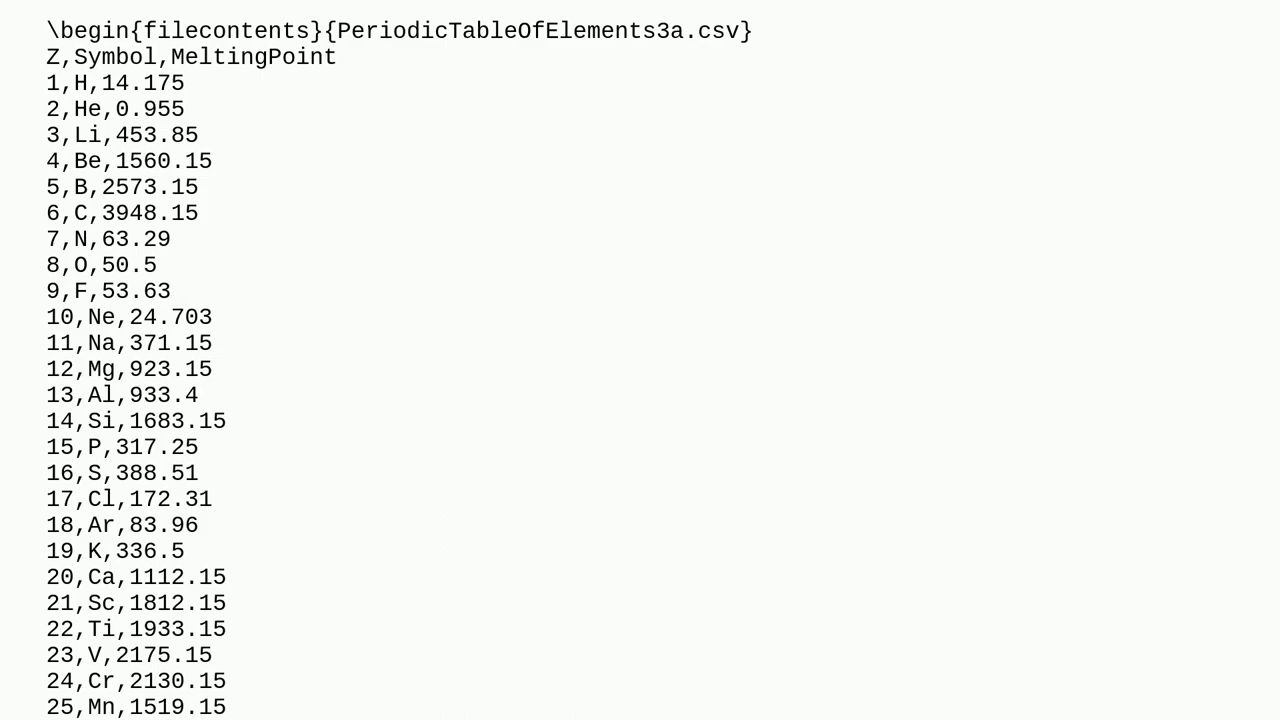 \begin{filecontents}{PeriodicTableOfElements3a.csv}
Z,Symbol,MeltingPoint
1,H,14.175
2,He,0.955
3,Li,453.85
4,Be,1560.15
5,B,2573.15
6,C,3948.15
7,N,63.29
8,O,50.5
9,F,53.63
10,Ne,24.703
11,Na,371.15
12,Mg,923.15
13,Al,933.4
14,Si,1683.15
15,P,317.25
16,S,388.51
17,Cl,172.31
18,Ar,83.96
19,K,336.5
20,Ca,1112.15
21,Sc,1812.15
22,Ti,1933.15
23,V,2175.15
24,Cr,2130.15
25,Mn,1519.15